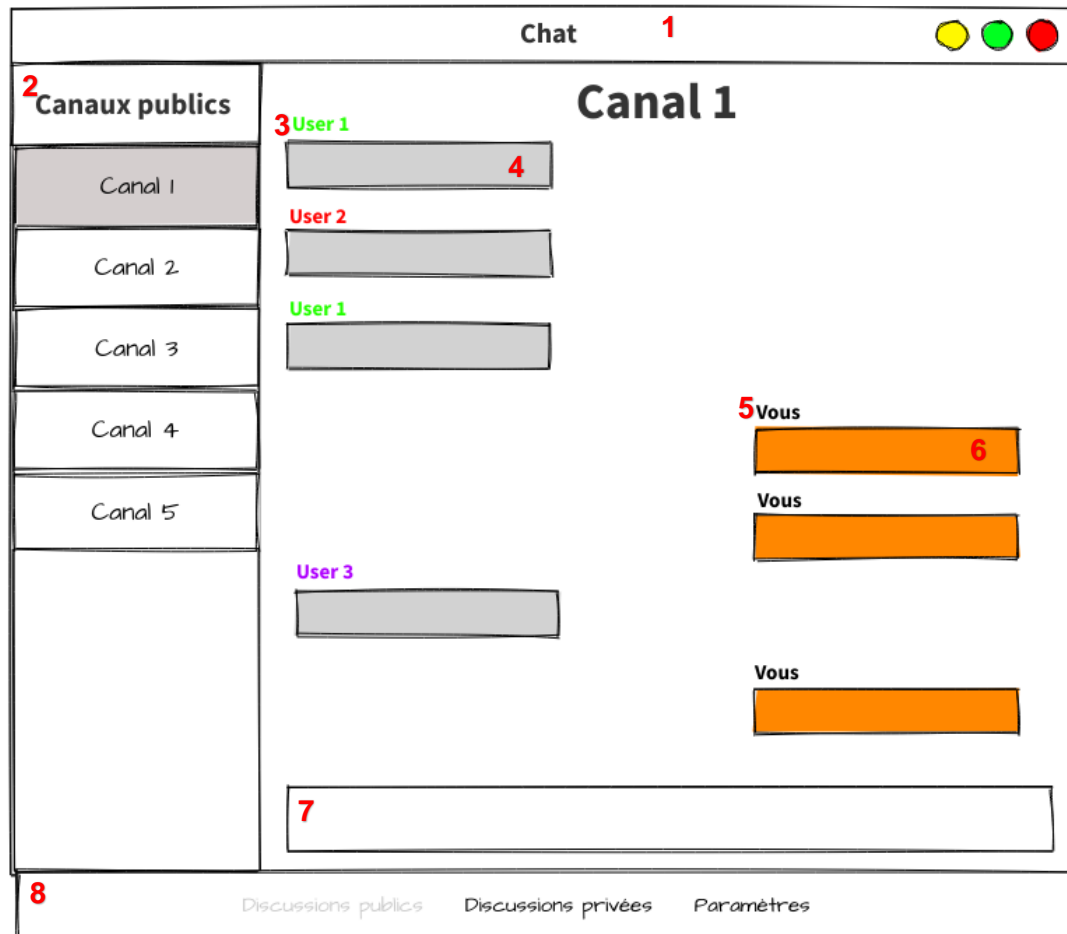 Chat 1
2 Canaux publics
Canal 1
Canal 2
Canal 3
Canal 4
Canal 5
Canal 1
3 User 1
4
User 2
User 1
5 Vous
6
Vous
User 3
Vous
7
8
Discussions publics Discussions privées Paramètres